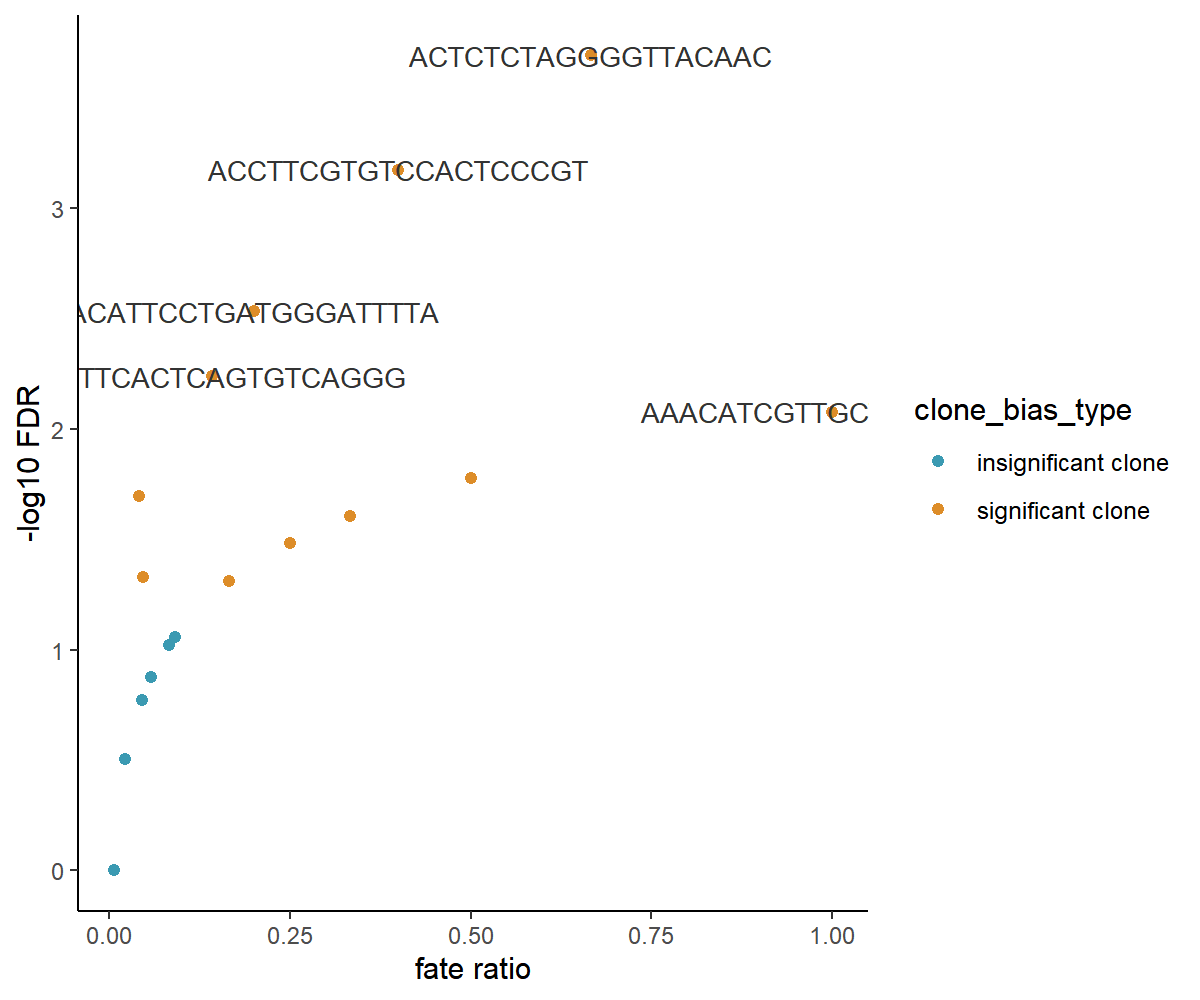 ACTCTCTAGGGGTTACAAC
ACCTTCGTGTCCACTCCCGT
3
ACATTCCTGATGGGATTTTA
TTCACTCAGTGTCAGGG
AAACATCGTTGC
clone_bias_type
-log10 FDR
2
insignificant clone
significant clone
1
0
0.00 0.25 0.50 0.75 1.00
fate ratio